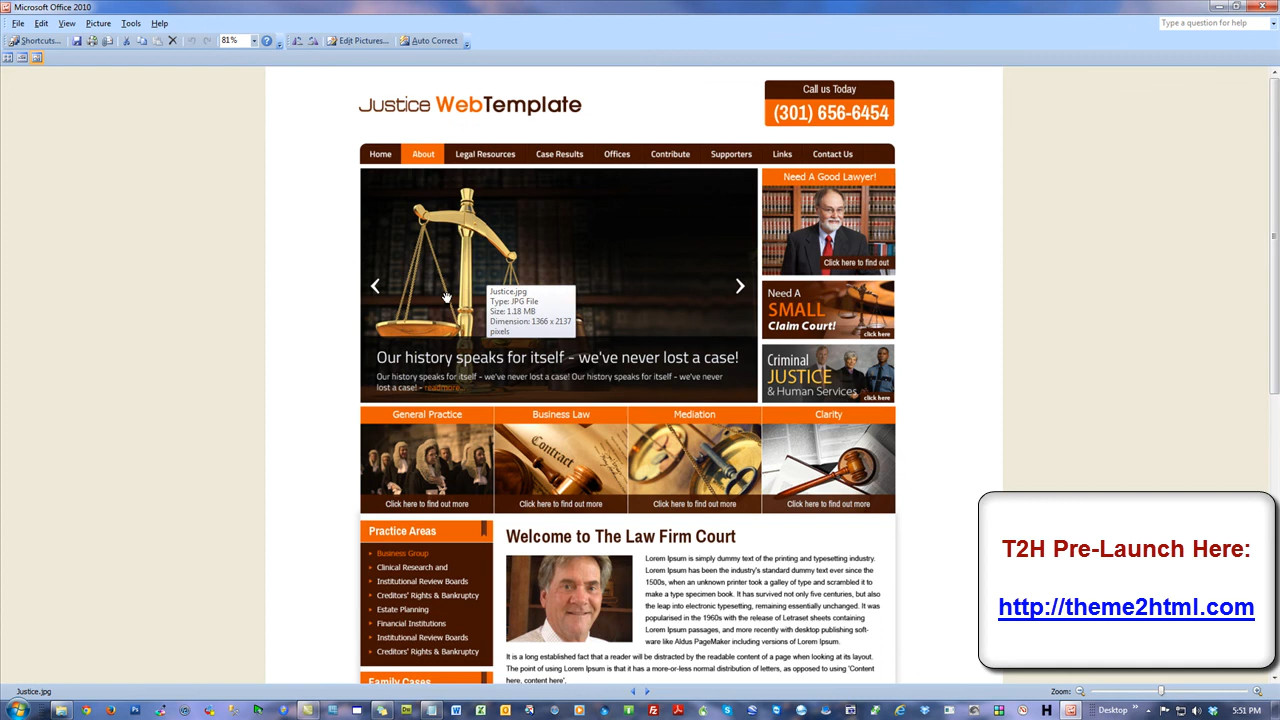 Microsoft Office 2010
File Edit View Picture Tools Help
Type a question for help
Shortcuts...
81%
Edit Pictures...
Auto Correct
Justice WebTemplate
Call us Today
(301) 656-6454
Home About Legal Resources Case Results Offices Contribute Supporters Links Contact Us
Need A Good Lawyer!
Click here to find out
Justice.jpg
Type: JPG File
Size: 1.18 MB
Dimension: 1366 x 2137
pixels
Need A
SMALL
Claim Court!
click here
Our history speaks for itself - we've never lost a case!
Our history speaks for itself - we've never lost a case! Our history speaks for itself - we've never
lost a case! - readmore..
Criminal
JUSTICE
& Human Services
click here
General Practice Business Law Mediation Clarity
Contract
Click here to find out more Click here to find out more Click here to find out more Click here to find out more
Practice Areas
Business Group
Clinical Research and
Institutional Review Boards
Creditors' Rights & Bankruptcy
Estate Planning
Financial Institutions
Institutional Review Boards
Creditors' Rights & Bankruptcy
Family Cases
Welcome to The Law Firm Court
Lorem Ipsum is simply dummy text of the printing and typesetting industry.
Lorem Ipsum has been the industry's standard dummy text ever since the
1500s, when an unknown printer took a galley of type and scrambled it to
make a type specimen book. It has survived not only five centuries, but also
the leap into electronic typesetting, remaining essentially unchanged. It was
popularised in the 1960s with the release of Letraset sheets containing
Lorem Ipsum passages, and more recently with desktop publishing soft-
ware like Aldus PageMaker including versions of Lorem Ipsum.
It is a long established fact that a reader will be distracted by the readable content of a page when looking at its layout.
The point of using Lorem Ipsum is that it has a more-or-less normal distribution of letters, as opposed to using 'Content
here, content here',
T2H Pre-Launch Here:
http://theme2html.com
Justice.jpg
Zoom:
Desktop
5:51 PM